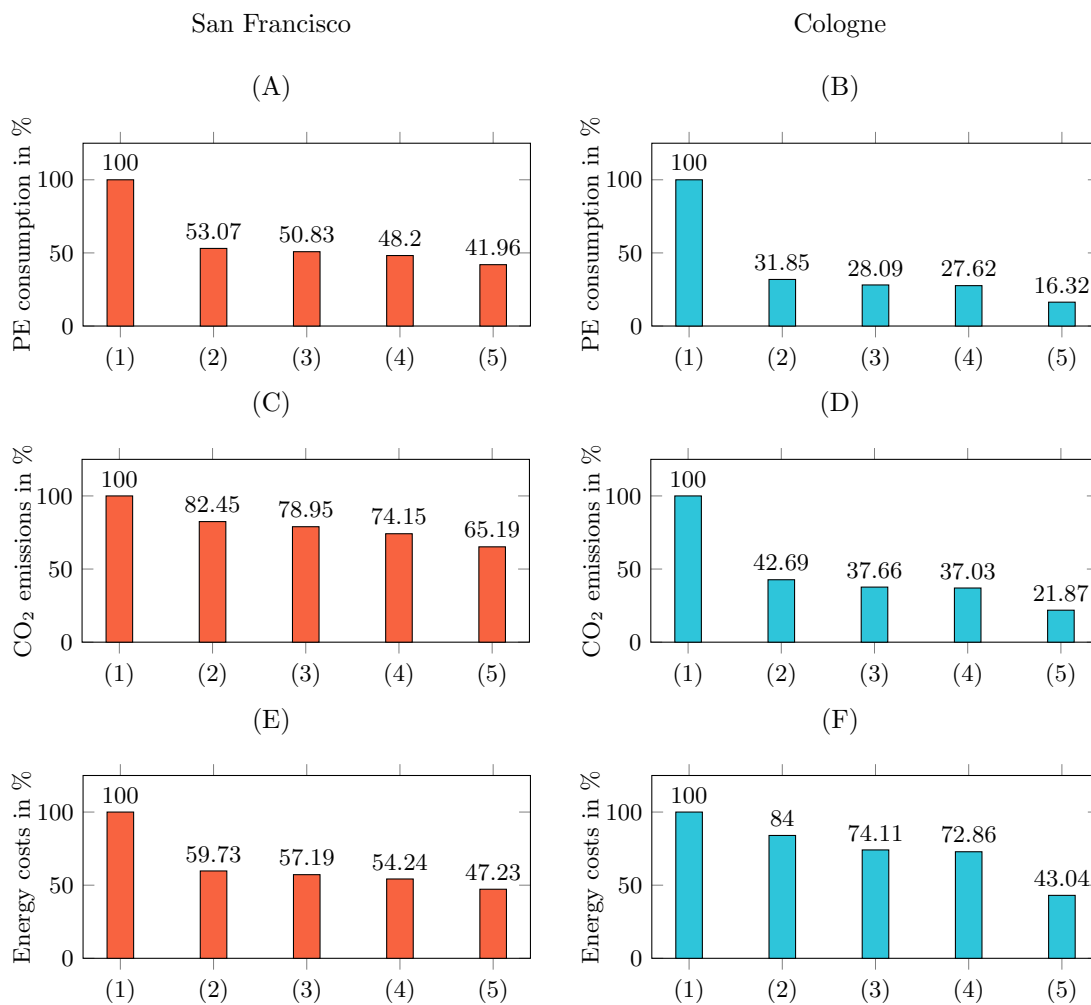 San Francisco
Cologne
(A)
(B)
PE consumption in %
100
50
0
100
53.07
50.83
48.2
41.96
(1) (2) (3) (4) (5)
PE consumption in %
100
50
0
100
31.85
28.09
27.62
16.32
(1) (2) (3) (4) (5)
(C)
(D)
CO₂ emissions in %
100
50
0
100
82.45
78.95
74.15
65.19
(1) (2) (3) (4) (5)
CO₂ emissions in %
100
50
0
100
42.69
37.66
37.03
21.87
(1) (2) (3) (4) (5)
(E)
(F)
Energy costs in %
100
50
0
100
59.73
57.19
54.24
47.23
(1) (2) (3) (4) (5)
Energy costs in %
100
50
0
100
84
74.11
72.86
43.04
(1) (2) (3) (4) (5)